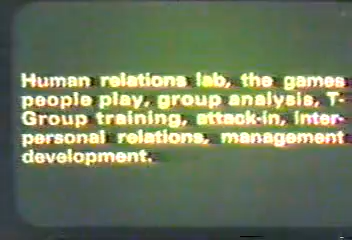 Human relations lab, the games
people play, group analysis, T-
Group training, attack-in, Inter-
personal relations, management
development.